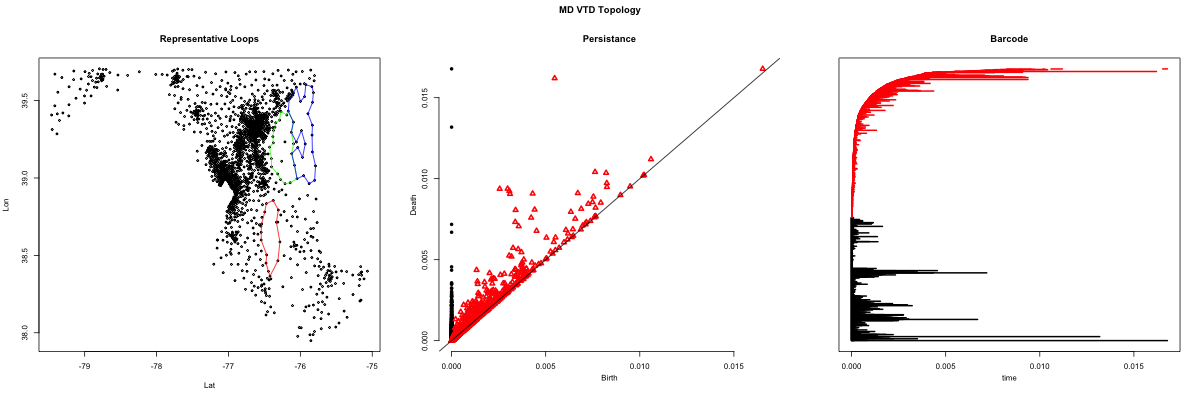 MD VTD Topology
Representative Loops
Persistance
Barcode
39.5
39.0
38.5
38.0
Lon
-79
-78
-77
-76
-75
Lat
0.015
0.010
0.005
0.000
Death
0.000
0.005
0.010
0.015
Birth
0.000
0.005
0.010
0.015
time